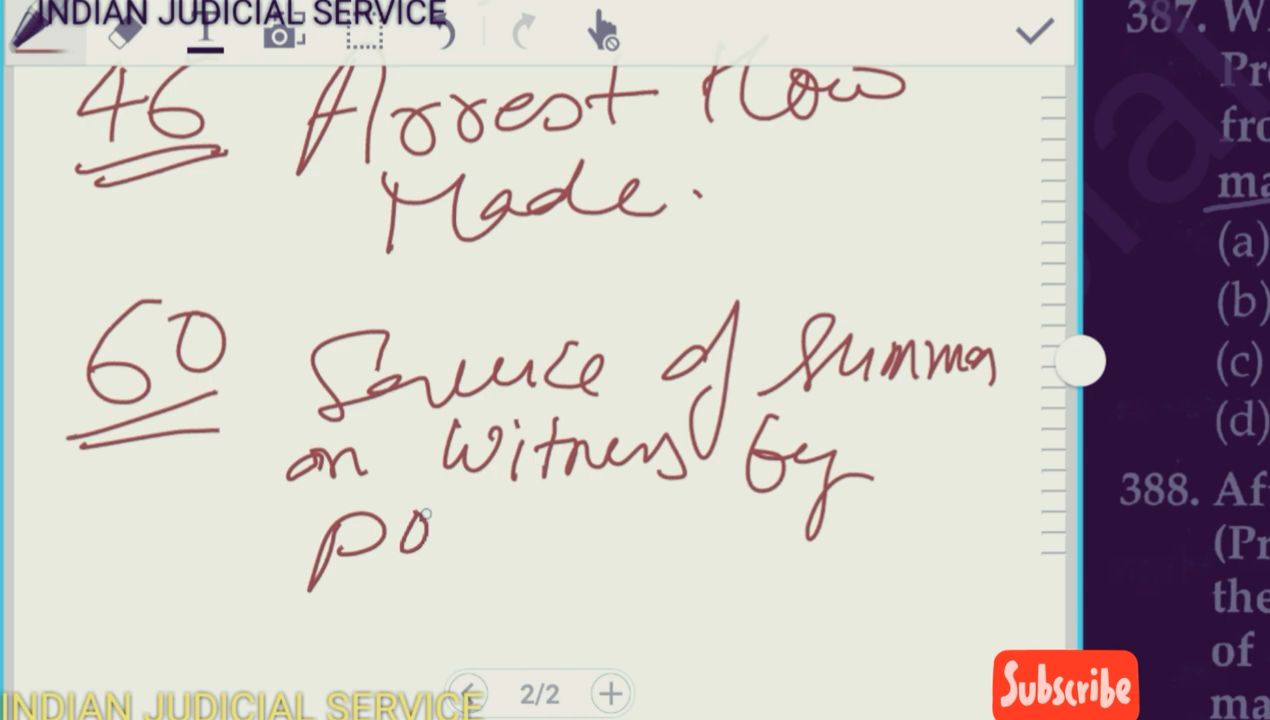 INDIAN JUDICIAL SERVICE
46 Arrest How
Made.
60 Service of Summon
on Witness by
po
2/2
387. W
Pr
fro
ma
(a)
(b)
(c)
(d)
388. Af
(Pr
the
of
ma
Subscribe
INDIAN JUDICIAL SERVICE